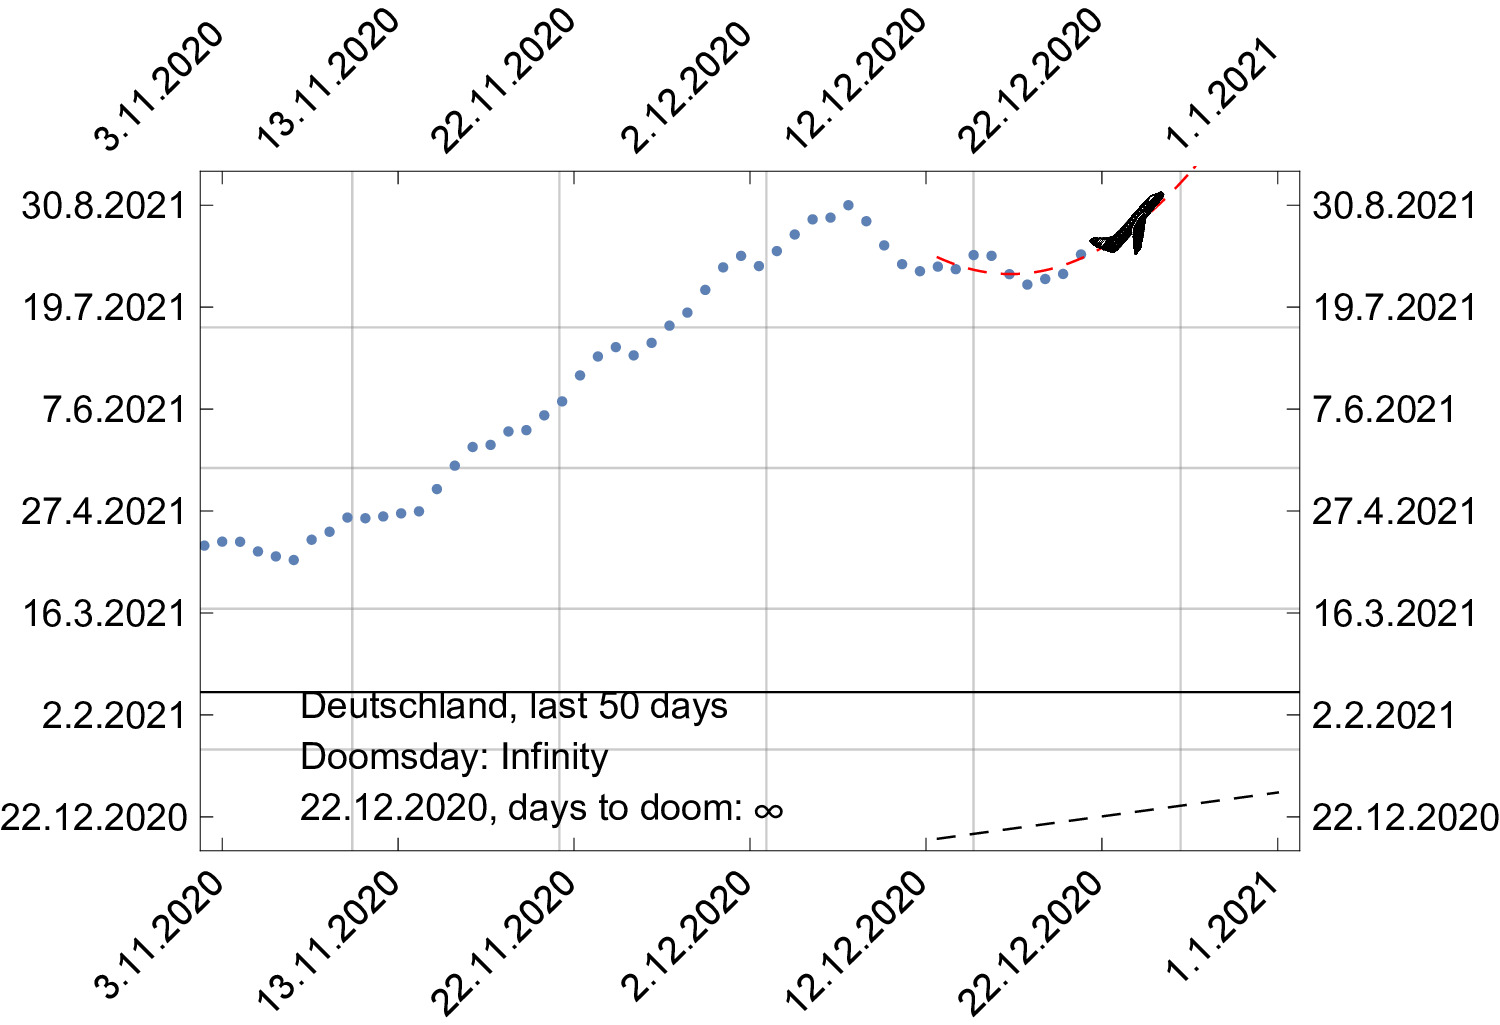 3.11.2020 13.11.2020 22.11.2020 2.12.2020 12.12.2020 22.12.2020 1.1.2021
30.8.2021 30.8.2021
19.7.2021 19.7.2021
7.6.2021 7.6.2021
27.4.2021 27.4.2021
16.3.2021 16.3.2021
Deutschland, last 50 days
2.2.2021 2.2.2021
Doomsday: Infinity
22.12.2020, days to doom: ∞
22.12.2020 22.12.2020
3.11.2020 13.11.2020 22.11.2020 2.12.2020 12.12.2020 22.12.2020 1.1.2021